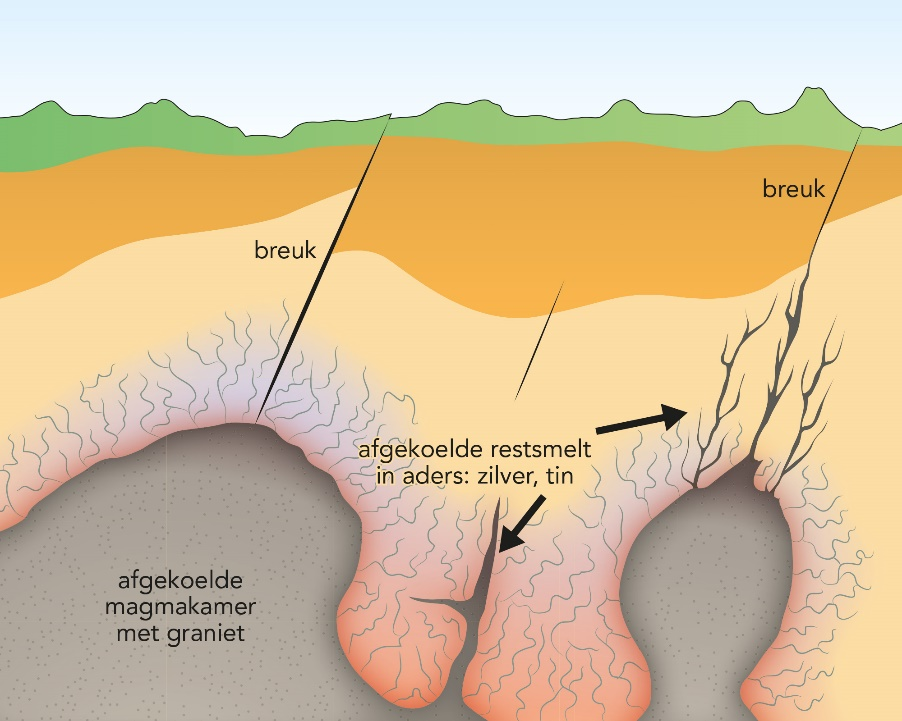 breuk
breuk
afgekoelde restsmelt
in aders: zilver, tin
afgekoelde
magmakamer
met graniet